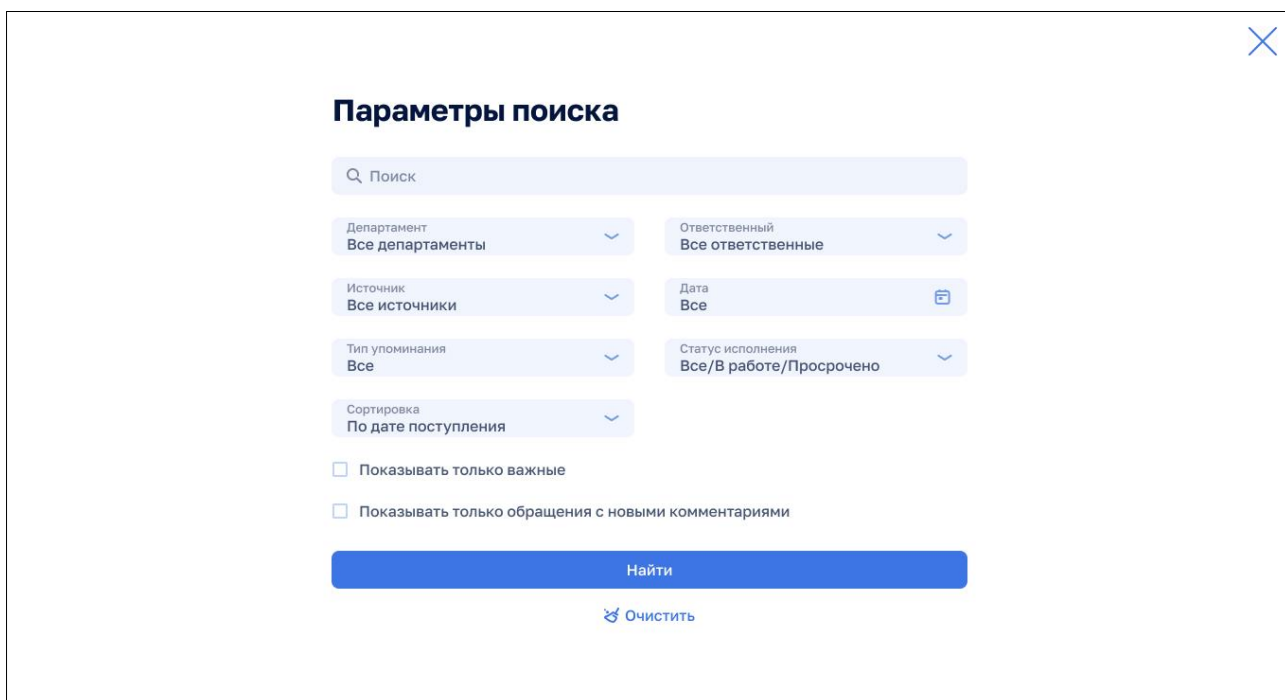 Параметры поиска
Поиск
Департамент
Все департаменты
Ответственный
Все ответственные
Источник
Все источники
Дата
Все
Тип упоминания
Все
Статус исполнения
Все/В работе/Просрочено
Сортировка
По дате поступления
Показывать только важные
Показывать только обращения с новыми комментариями
Найти
Очистить